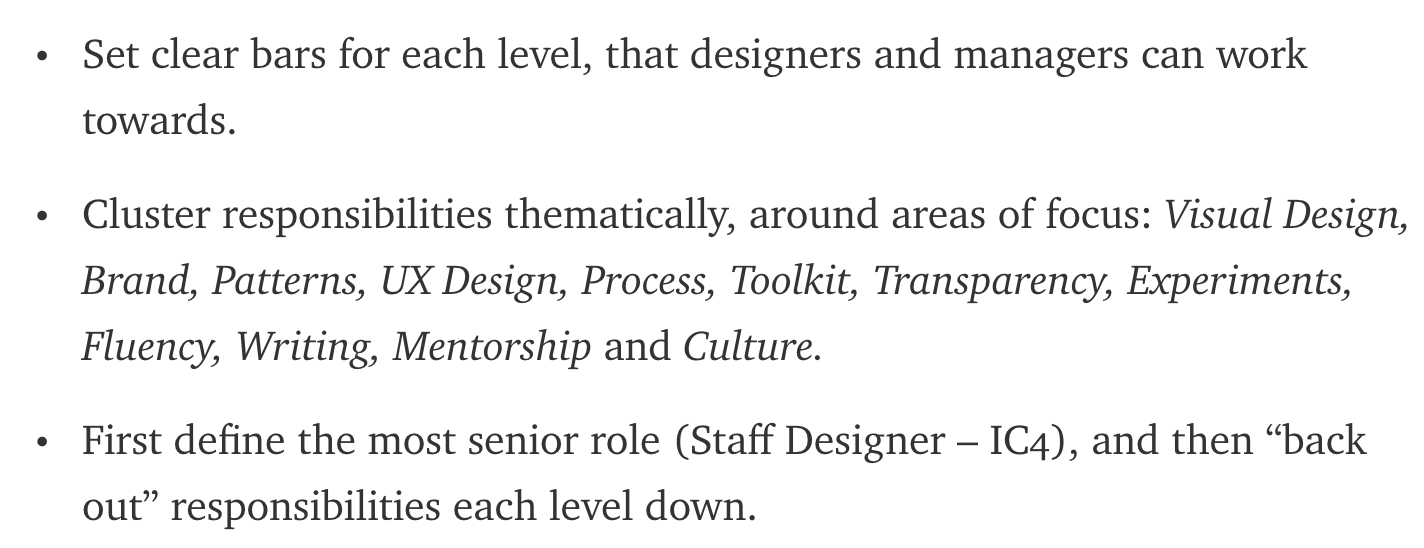 • Set clear bars for each level, that designers and managers can work
towards.
• Cluster responsibilities thematically, around areas of focus: Visual Design,
Brand, Patterns, UX Design, Process, Toolkit, Transparency, Experiments,
Fluency, Writing, Mentorship and Culture.
• First define the most senior role (Staff Designer – IC4), and then “back
out” responsibilities each level down.